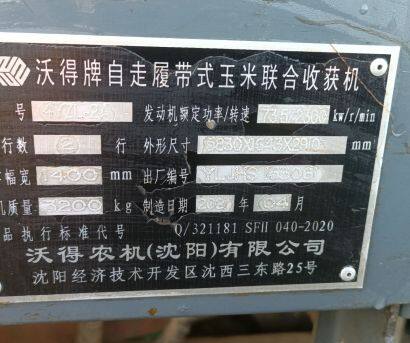 沃得牌自走履带式玉米联合收获机
号 发动机额定功率/转速 kw/r/min
行数 2 行 外形尺寸 mm
幅宽 1400 mm 出厂编号
质量 3200 kg 制造日期 年 04 月
品执行标准代号 Q/321181 SFII 040-2020
沃得农机(沈阳)有限公司
沈阳经济技术开发区沈西三东路25号